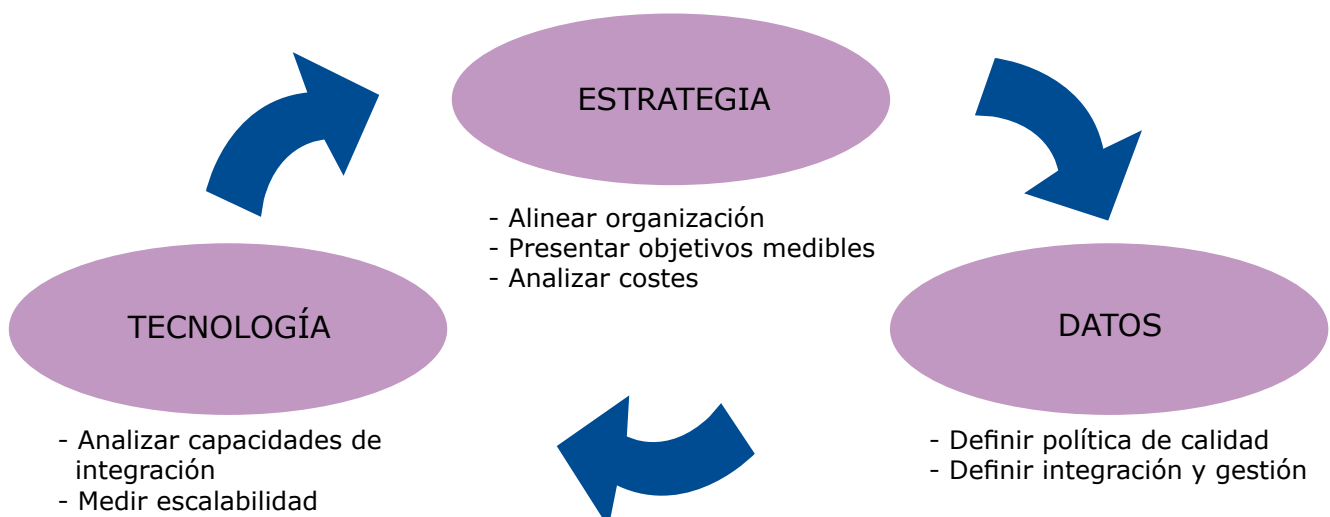 ESTRATEGIA
- Alinear organización
- Presentar objetivos medibles
- Analizar costes
TECNOLOGÍA
- Analizar capacidades de
integración
- Medir escalabilidad
DATOS
- Definir política de calidad
- Definir integración y gestión